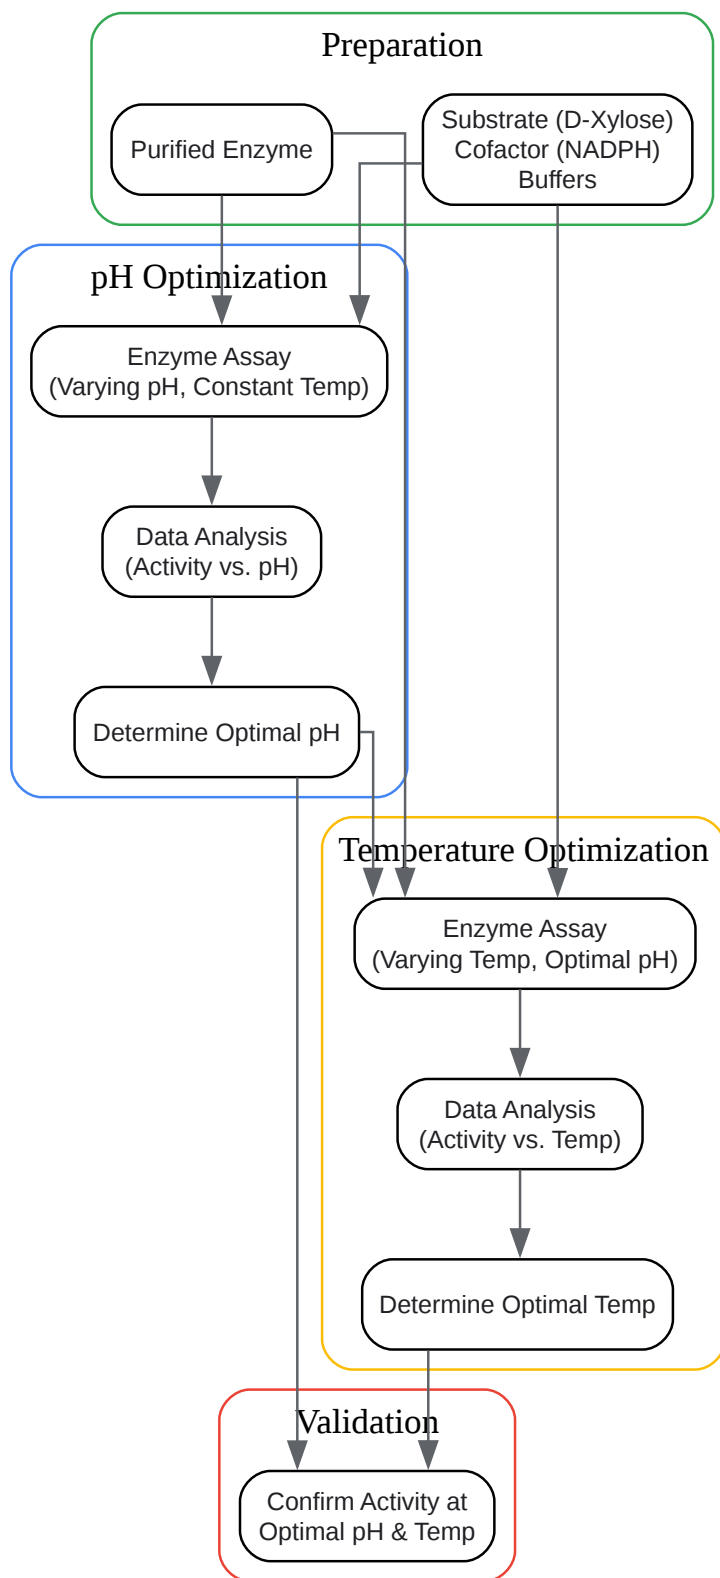 Preparation
Purified Enzyme
Substrate (D-Xylose)
Cofactor (NADPH)
Buffers
pH Optimization
Enzyme Assay
(Varying pH, Constant Temp)
Data Analysis
(Activity vs. pH)
Determine Optimal pH
Temperature Optimization
Enzyme Assay
(Varying Temp, Optimal pH)
Data Analysis
(Activity vs. Temp)
Determine Optimal Temp
Validation
Confirm Activity at
Optimal pH & Temp